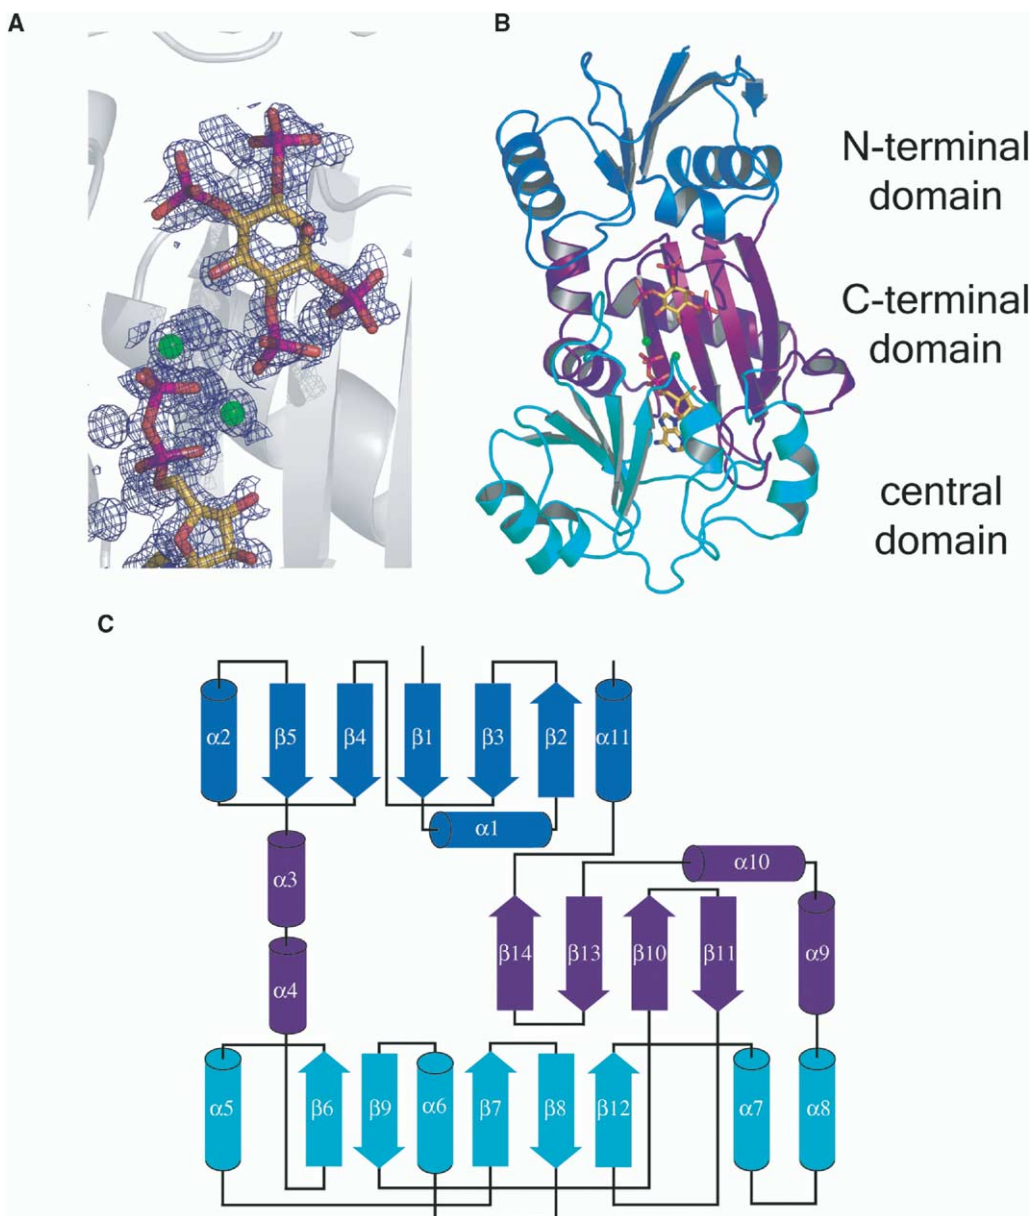 A
B
N-terminal
domain
C-terminal
domain
central
domain
C
α2 β5 β4 β1 β3 β2 α11
α1
α10
α3
β14 β13 β10 β11 α9
α4
α5 β6 β9 α6 β7 β8 β12 α7 α8